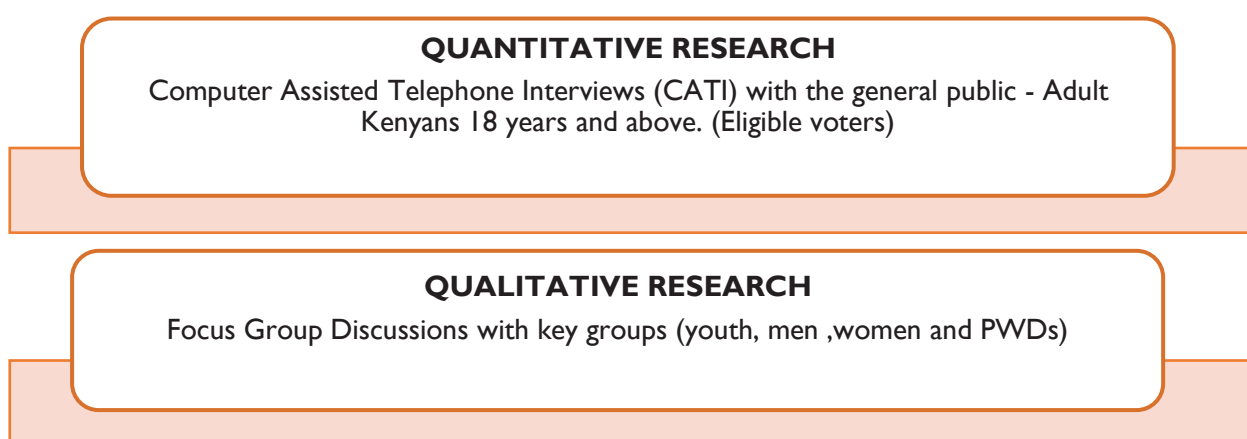 QUANTITATIVE RESEARCH
Computer Assisted Telephone Interviews (CATI) with the general public - Adult
Kenyans 18 years and above. (Eligible voters)
QUALITATIVE RESEARCH
Focus Group Discussions with key groups (youth, men ,women and PWDs)